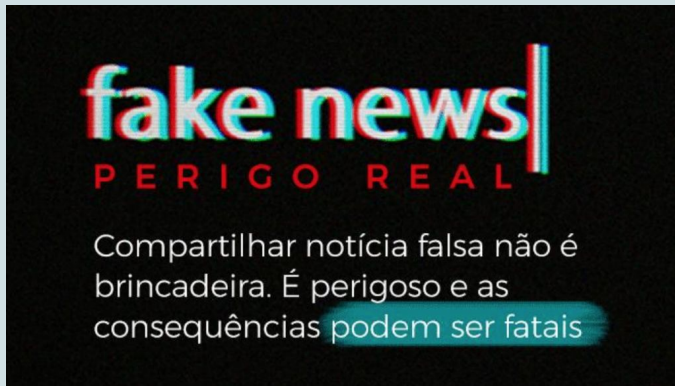 fake news
PERIGO REAL
Compartilhar notícia falsa não é
brincadeira. É perigoso e as
consequências podem ser fatais